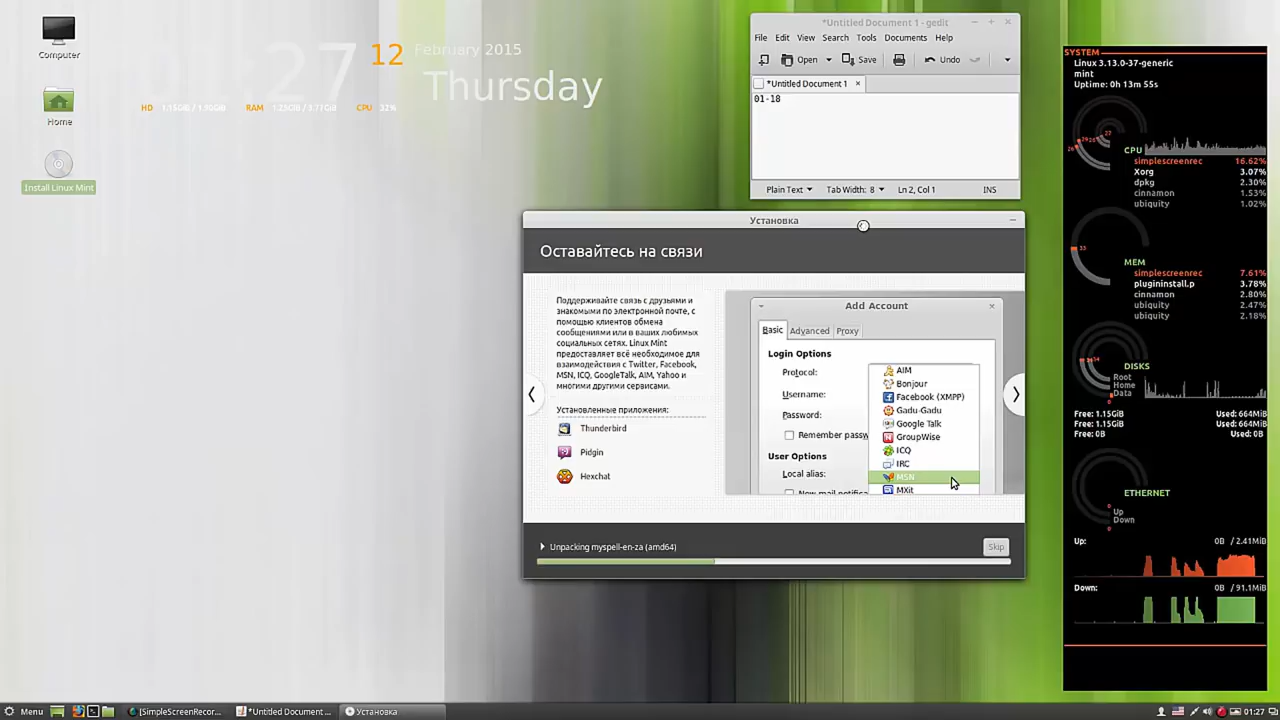 Computer
Home
Install Linux Mint
27
12
February 2015
Thursday
HD
RAM
CPU 32%
*Untitled Document 1 - gedit
File Edit View Search Tools Documents Help
Open Save Undo
*Untitled Document 1
01-18
Plain Text Tab Width: 8 Ln 2, Col 1 INS
Установка
Оставайтесь на связи
Поддерживайте связь с друзьями и
знакомыми по электронной почте, с
помощью клиентов обмена
сообщениями или в ваших любимых
социальных сетях. Linux Mint
предоставляет всё необходимое для
взаимодействия с Twitter, Facebook,
MSN, ICQ, GoogleTalk, AIM, Yahoo и
многими другими сервисами.
Установленные приложения:
Thunderbird
Pidgin
Hexchat
Add Account
Basic Advanced Proxy
Login Options
Protocol:
Username:
Password:
Remember passw
User Options
Local alias:
New mail notifica
AIM
Bonjour
Facebook (XMPP)
Gadu-Gadu
Google Talk
GroupWise
ICQ
IRC
MSN
MXit
Unpacking myspell-en-za (amd64)
Skip
SYSTEM
Linux 3.13.0-37-generic
mint
Uptime: 0h 13m 55s
CPU
simplescreenrec 16.62%
Xorg 3.07%
dpkg 2.30%
cinnamon 1.53%
ubiquity 1.02%
33
MEM
simplescreenrec 7.61%
plugininstall.p 3.78%
cinnamon 2.80%
ubiquity 2.47%
ubiquity 2.18%
DISKS
Root
Home
Data
Free: 1.15GiB Used: 664MiB
Free: 1.15GiB Used: 664MiB
Free: 0B Used: 0B
ETHERNET
Up
Down
Up: 0B / 2.41MiB
Down: 0B / 91.1MiB
Menu [SimpleScreenRecor... *Untitled Document ... Установка 01:27